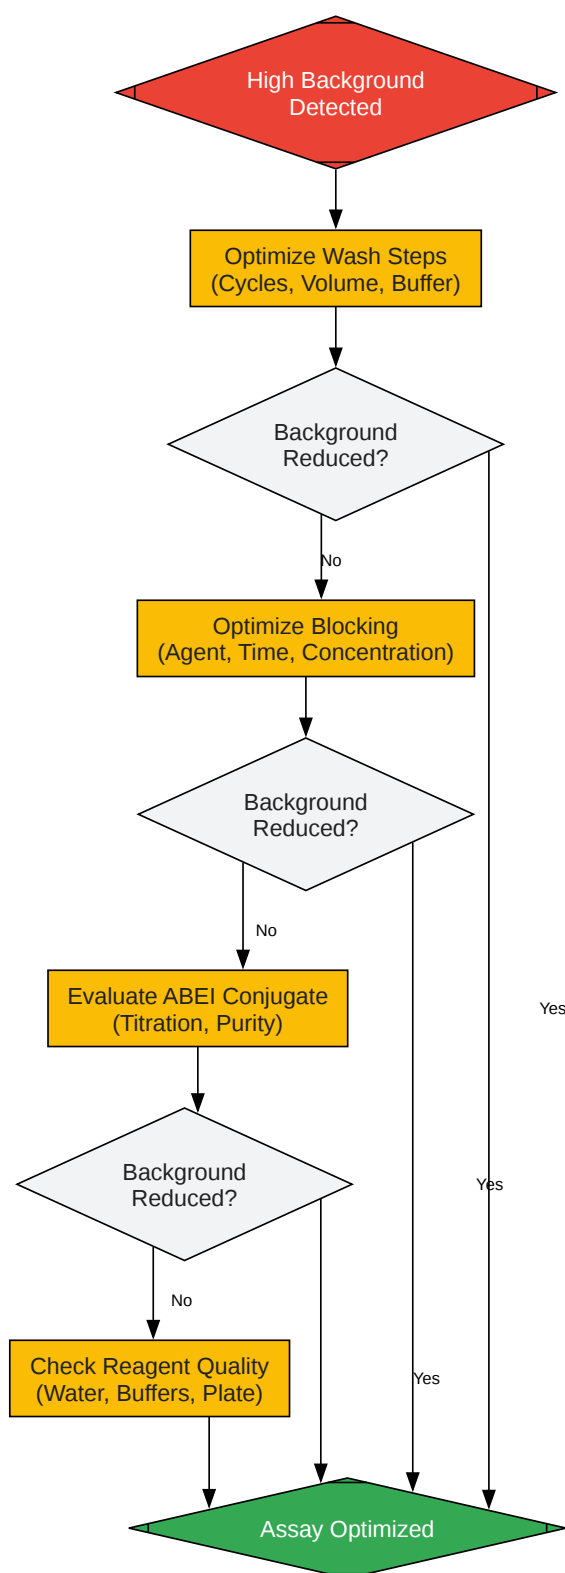 High Background
Detected
Optimize Wash Steps
(Cycles, Volume, Buffer)
Background
Reduced?
No
Optimize Blocking
(Agent, Time, Concentration)
Background
Reduced?
No
Evaluate ABEI Conjugate
(Titration, Purity)
Yes
Background
Reduced?
Yes
No
Check Reagent Quality
(Water, Buffers, Plate)
Yes
Assay Optimized